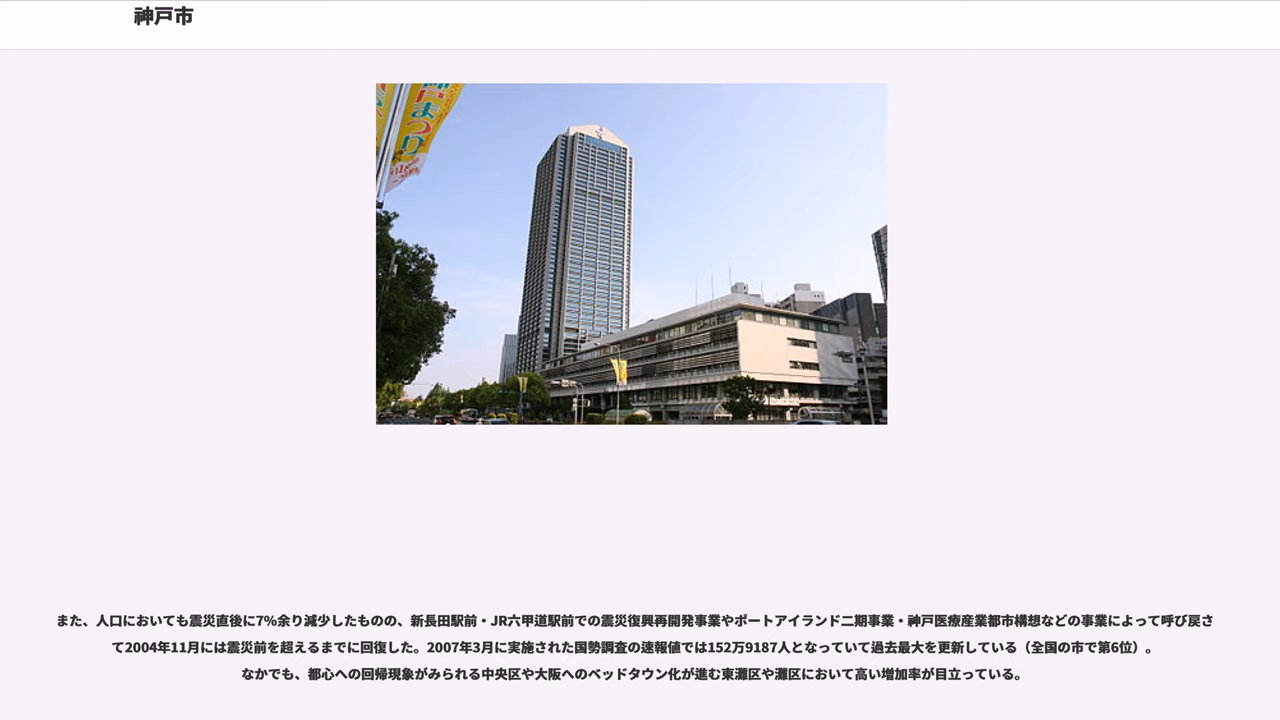 神戸市
まつり
また、人口においても震災直後に7%余り減少したものの、新長田駅前・JR六甲道駅前での震災復興再開発事業やポートアイランド二期事業・神戸医療産業都市構想などの事業によって呼び戻さ
て2004年11月には震災前を超えるまでに回復した。2007年3月に実施された国勢調査の速報値では152万9187人となっていて過去最大を更新している（全国の市で第6位）。
なかでも、都心への回帰現象がみられる中央区や大阪へのベッドタウン化が進む東灘区や灘区において高い増加率が目立っている。